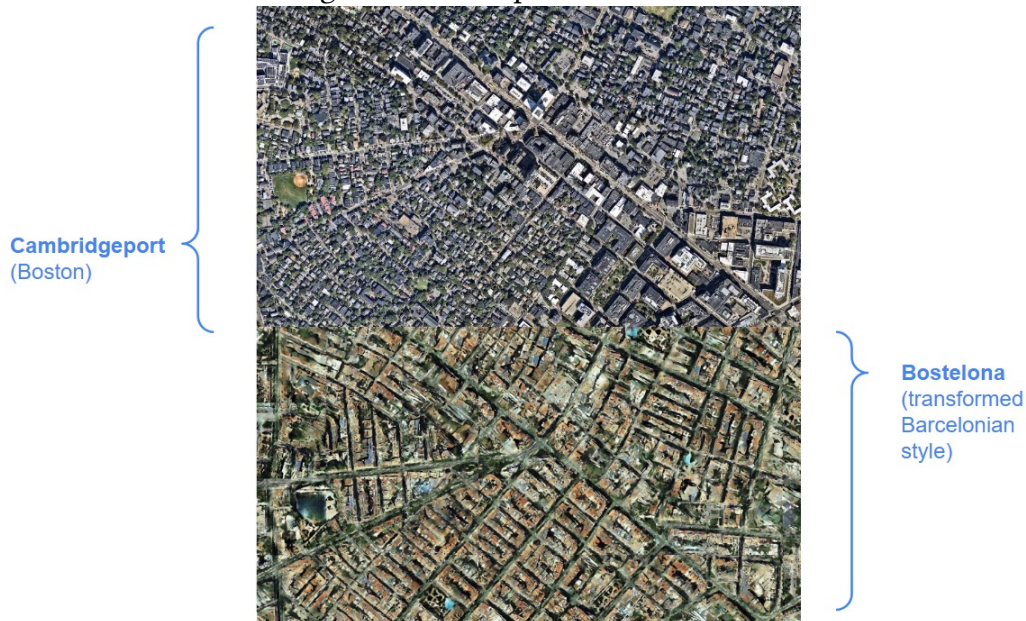 Cambridgeport
(Boston)
Bostelona
(transformed
Barcelonian
style)